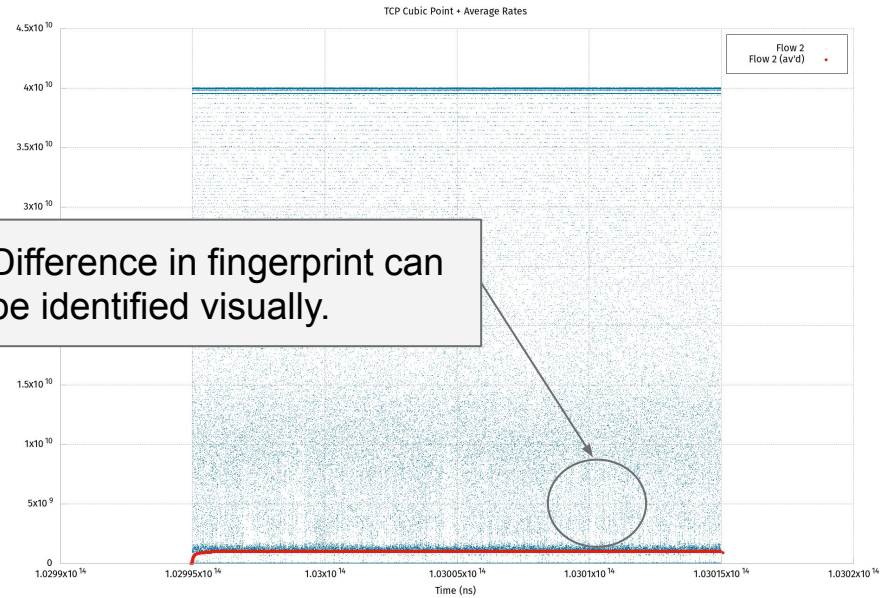 TCP Cubic Point + Average Rates
4.5x10 10
Flow 2
Flow 2 (av'd)
4x10 10
3.5x10 10
3x10 10
Difference in fingerprint can
be identified visually.
1.5x10 10
1x10 10
5x10 9
0
1.0299x10 14
1.02995x10 14
1.03x10 14
1.03005x10 14
1.0301x10 14
1.03015x10 14
1.0302x10 14
Time (ns)